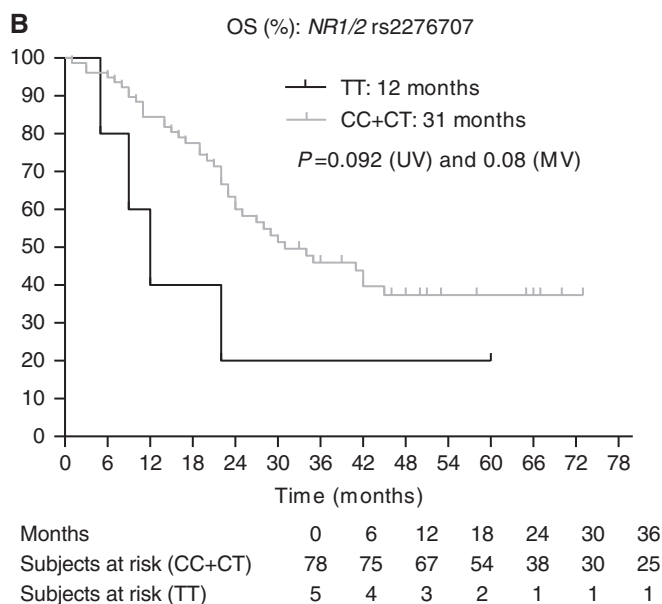 B
OS (%): NR1/2 rs2276707
100
90
80
70
60
50
40
30
20
10
0
TT: 12 months
CC+CT: 31 months
P=0.092 (UV) and 0.08 (MV)
0 6 12 18 24 30 36 42 48 54 60 66 72 78
Time (months)
Months 0 6 12 18 24 30 36
Subjects at risk (CC+CT) 78 75 67 54 38 30 25
Subjects at risk (TT) 5 4 3 2 1 1 1